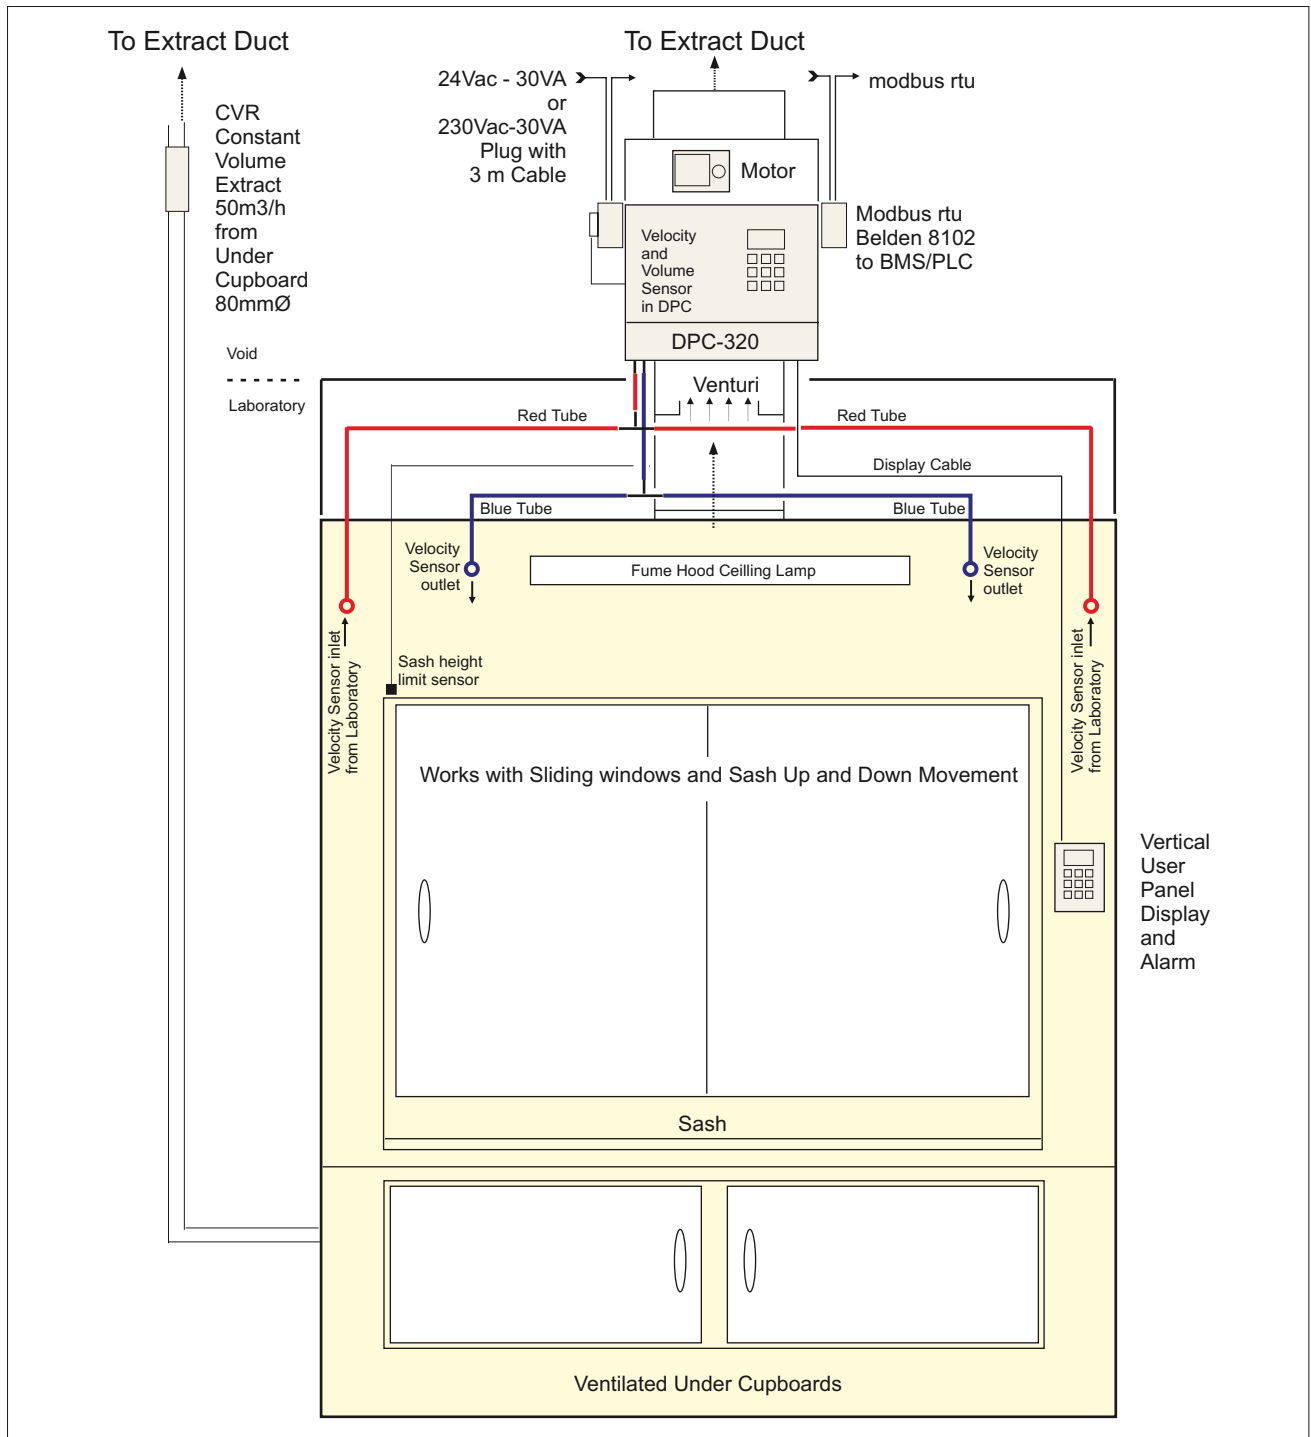 To Extract Duct
To Extract Duct
CVR
Constant
Volume
Extract
50m3/h
from
Under
Cupboard
80mmØ
24Vac - 30VA
or
230Vac-30VA
Plug with
3 m Cable
modbus rtu
Motor
Modbus rtu
Belden 8102
to BMS/PLC
Velocity
and
Volume
Sensor
in DPC
DPC-320
Void
Laboratory
Venturi
Red Tube
Red Tube
Display Cable
Blue Tube
Blue Tube
Velocity
Sensor
outlet
Fume Hood Ceilling Lamp
Velocity
Sensor
outlet
Velocity Sensor inlet
from Laboratory
Sash height
limit sensor
Velocity Sensor inlet
from Laboratory
Works with Sliding windows and Sash Up and Down Movement
Vertical
User
Panel
Display
and
Alarm
Sash
Ventilated Under Cupboards